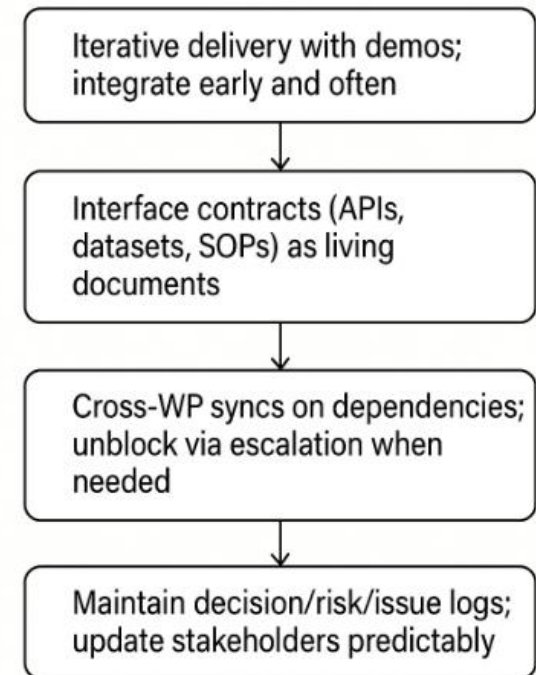 Iterative delivery with demos;
integrate early and often
Interface contracts (APIs,
datasets, SOPs) as living
documents
Cross-WP syncs on dependencies;
unblock via escalation when
needed
Maintain decision/risk/issue logs;
update stakeholders predictably